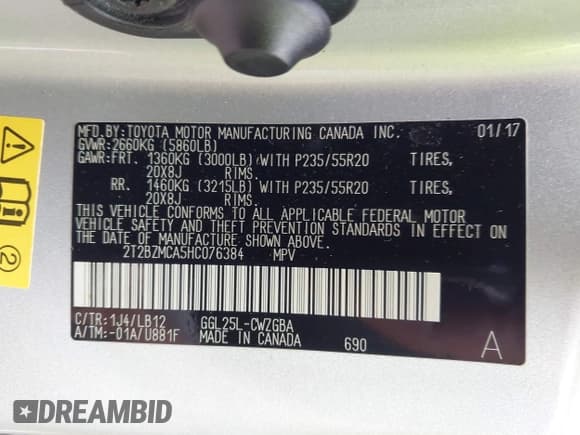 MFD.BY:TOYOTA MOTOR MANUFACTURING CANADA INC. 01/17
GVWR:2660KG (5860LB)
GAWR:FRT. 1360KG (3000LB) WITH P235/55R20 TIRES,
20X8J RIMS.
RR. 1460KG (3215LB) WITH P235/55R20 TIRES,
20X8J RIMS.
THIS VEHICLE CONFORMS TO ALL APPLICABLE FEDERAL MOTOR
VEHICLE SAFETY AND THEFT PREVENTION STANDARDS IN EFFECT ON THE
DATE OF MANUFACTURE SHOWN ABOVE.
2T2BZMCA5HC076384 MPV
C/TR:1J4/LB12 GGL25L-CWZGBA
A/TM:-01A/U881F MADE IN CANADA 690 A
2
DREAMBID